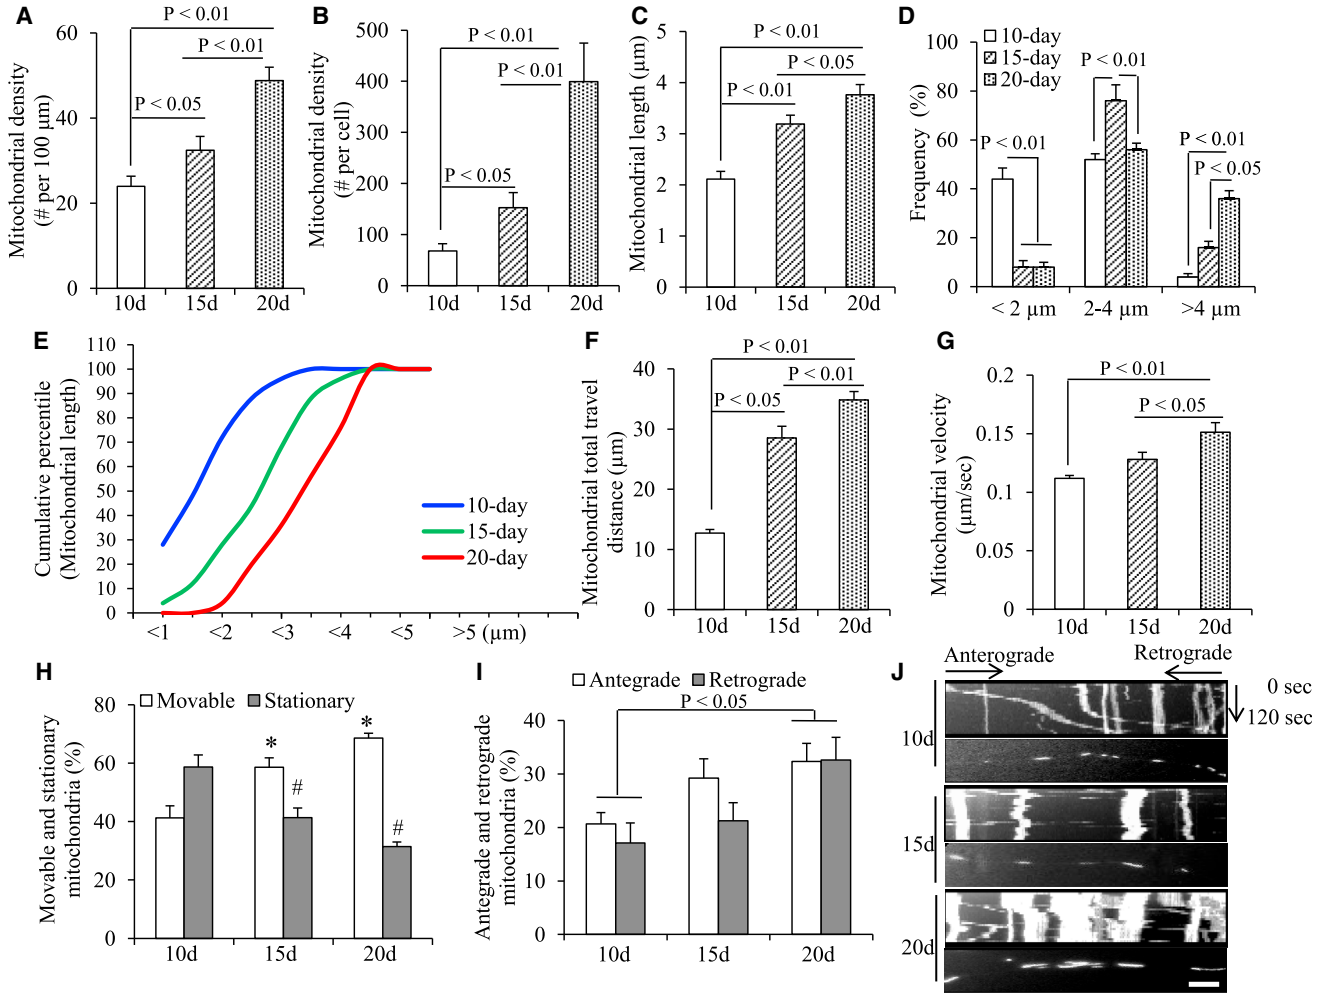 A
P < 0.01
P < 0.01
P < 0.05
Mitochondrial density
(# per 100 µm)
60
40
20
0
10d 15d 20d
B
P < 0.01
P < 0.01
P < 0.05
Mitochondrial density
(# per cell)
500
400
300
200
100
0
10d 15d 20d
C
P < 0.01
P < 0.05
P < 0.01
Mitochondrial length (µm)
5
4
3
2
1
0
10d 15d 20d
D
10-day
15-day
20-day
P < 0.01
P < 0.01
P < 0.01
P < 0.05
Frequency (%)
100
80
60
40
20
0
< 2 µm 2-4 µm >4 µm
E
Cumulative percentile
(Mitochondrial length)
110
100
90
80
70
60
50
40
30
20
10
0
10-day
15-day
20-day
<1 <2 <3 <4 <5 >5 (µm)
F
P < 0.01
P < 0.01
P < 0.05
Mitochondrial total travel
distance (µm)
40
30
20
10
0
10d 15d 20d
G
P < 0.01
P < 0.05
Mitochondrial velocity
(µm/sec)
0.2
0.15
0.1
0.05
0
10d 15d 20d
H
Movable Stationary
Movable and stationary
mitochondria (%)
80
60
40
20
0
* # * #
10d 15d 20d
I
Antegrade Retrograde
P < 0.05
Antegrade and retrograde
mitochondria (%)
40
30
20
10
0
10d 15d 20d
J
Anterograde Retrograde
0 sec
120 sec
10d
15d
20d